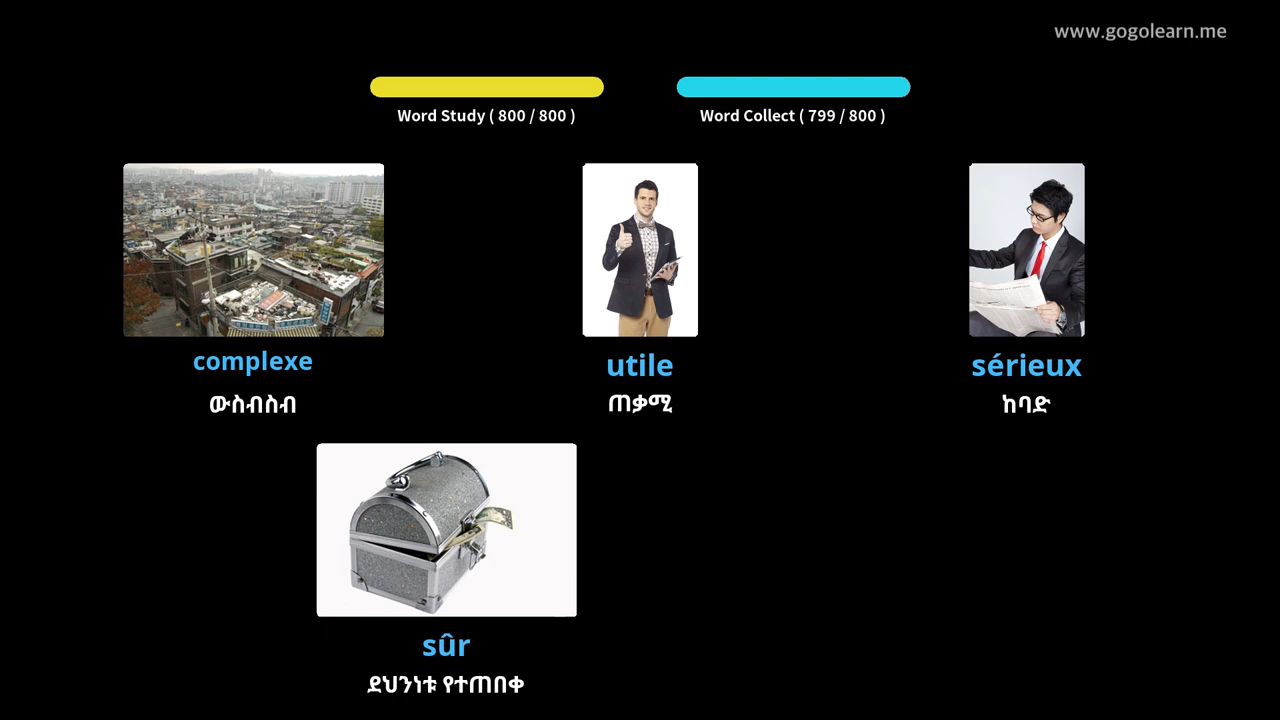 www.gogolearn.me
Word Study ( 800 / 800 )
Word Collect ( 799 / 800 )
complexe
ውስብስብ
utile
ጠቃሚ
sérieux
ከባድ
sûr
ደህንነቱ የተጠበቀ